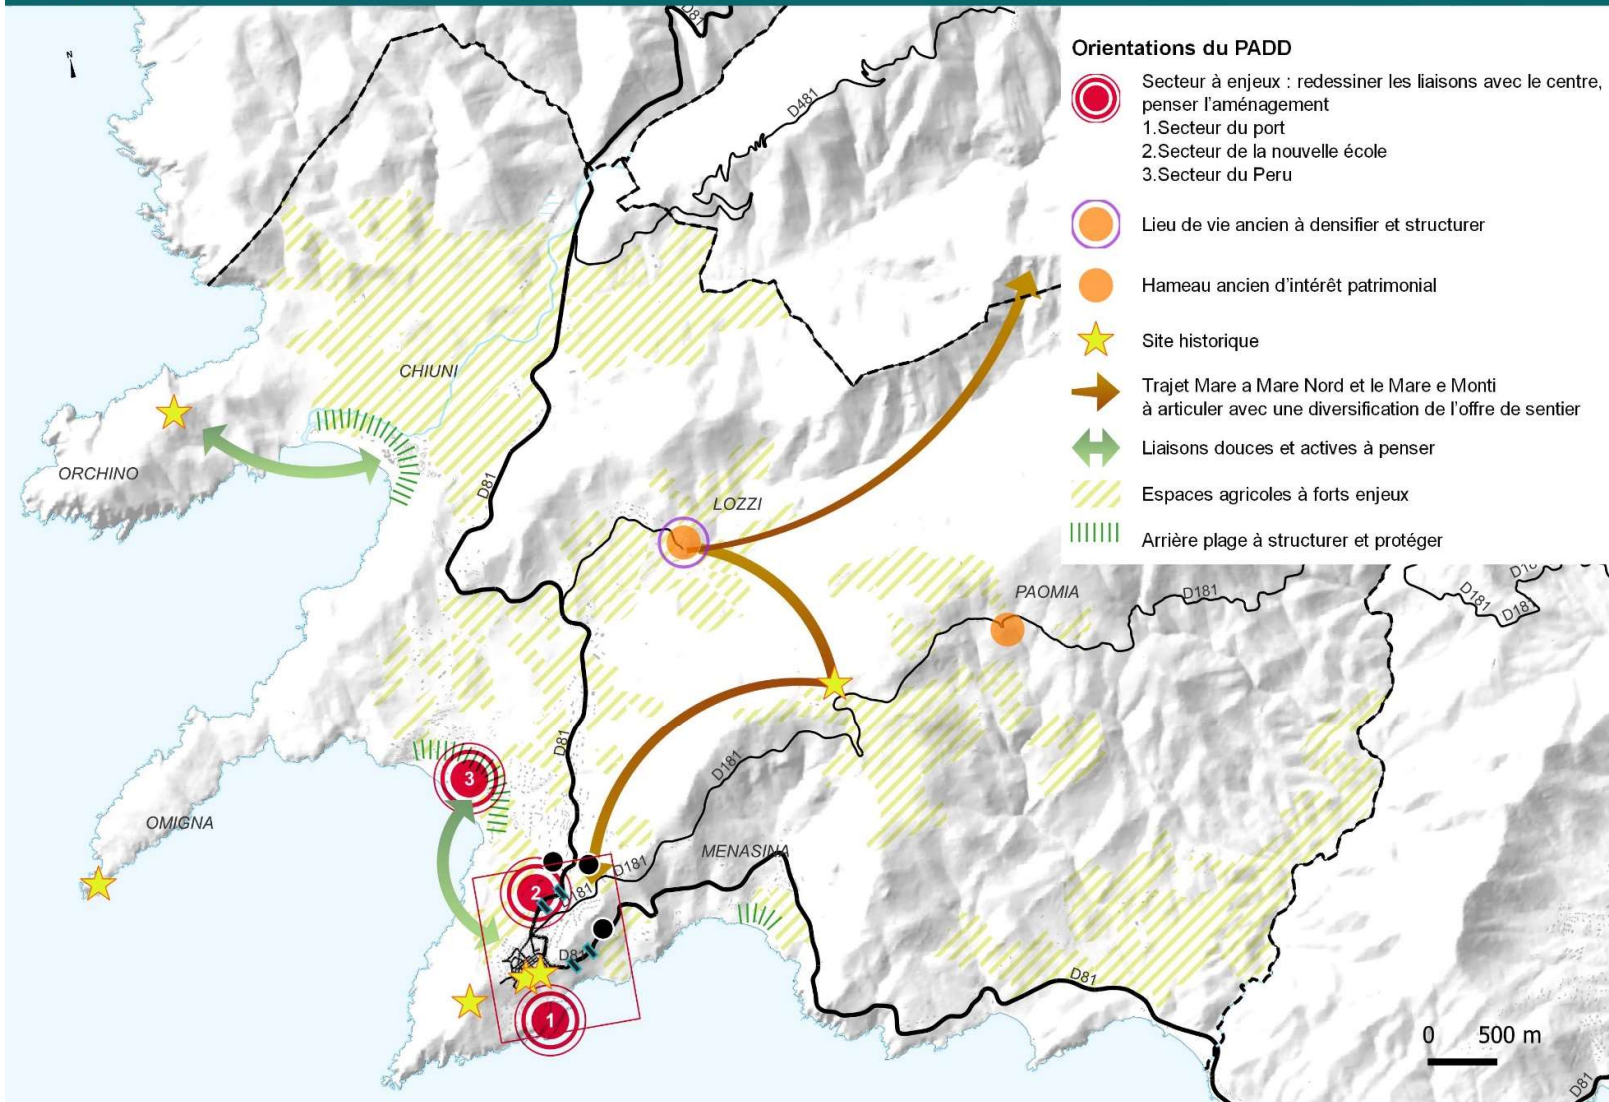 N
D81
D481
Orientations du PADD
Secteur à enjeux : redessiner les liaisons avec le centre,
penser l'aménagement
1.Secteur du port
2.Secteur de la nouvelle école
3.Secteur du Peru
Lieu de vie ancien à densifier et structurer
Hameau ancien d'intérêt patrimonial
Site historique
Trajet Mare a Mare Nord et le Mare e Monti
à articuler avec une diversification de l'offre de sentier
Liaisons douces et actives à penser
Espaces agricoles à forts enjeux
Arrière plage à structurer et protéger
CHIUNI
ORCHINO
D81
LOZZI
PAOMIA
D181
D181
D181
D81
D181
3
OMIGNA
MENASINA
D181
2
D81
D81
1
0 500 m
D81